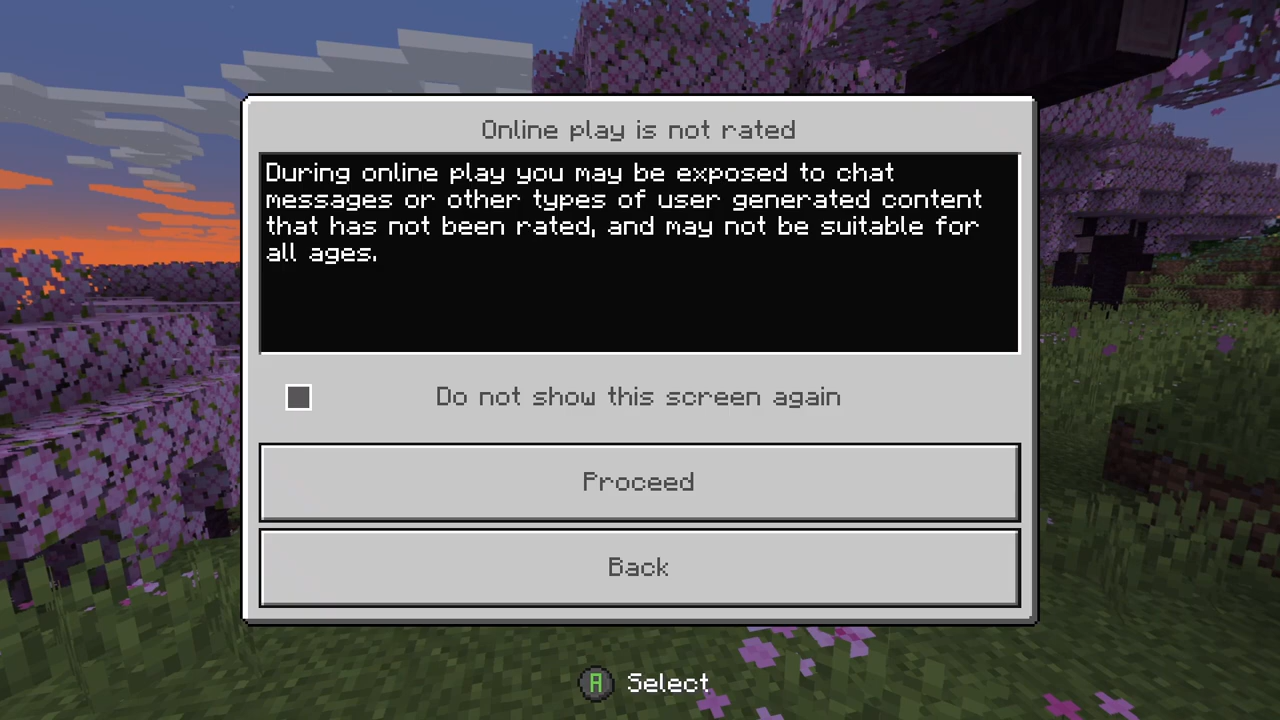 Online play is not rated
During online play you may be exposed to chat
messages or other types of user generated content
that has not been rated, and may not be suitable for
all ages.
Do not show this screen again
Proceed
Back
A Select